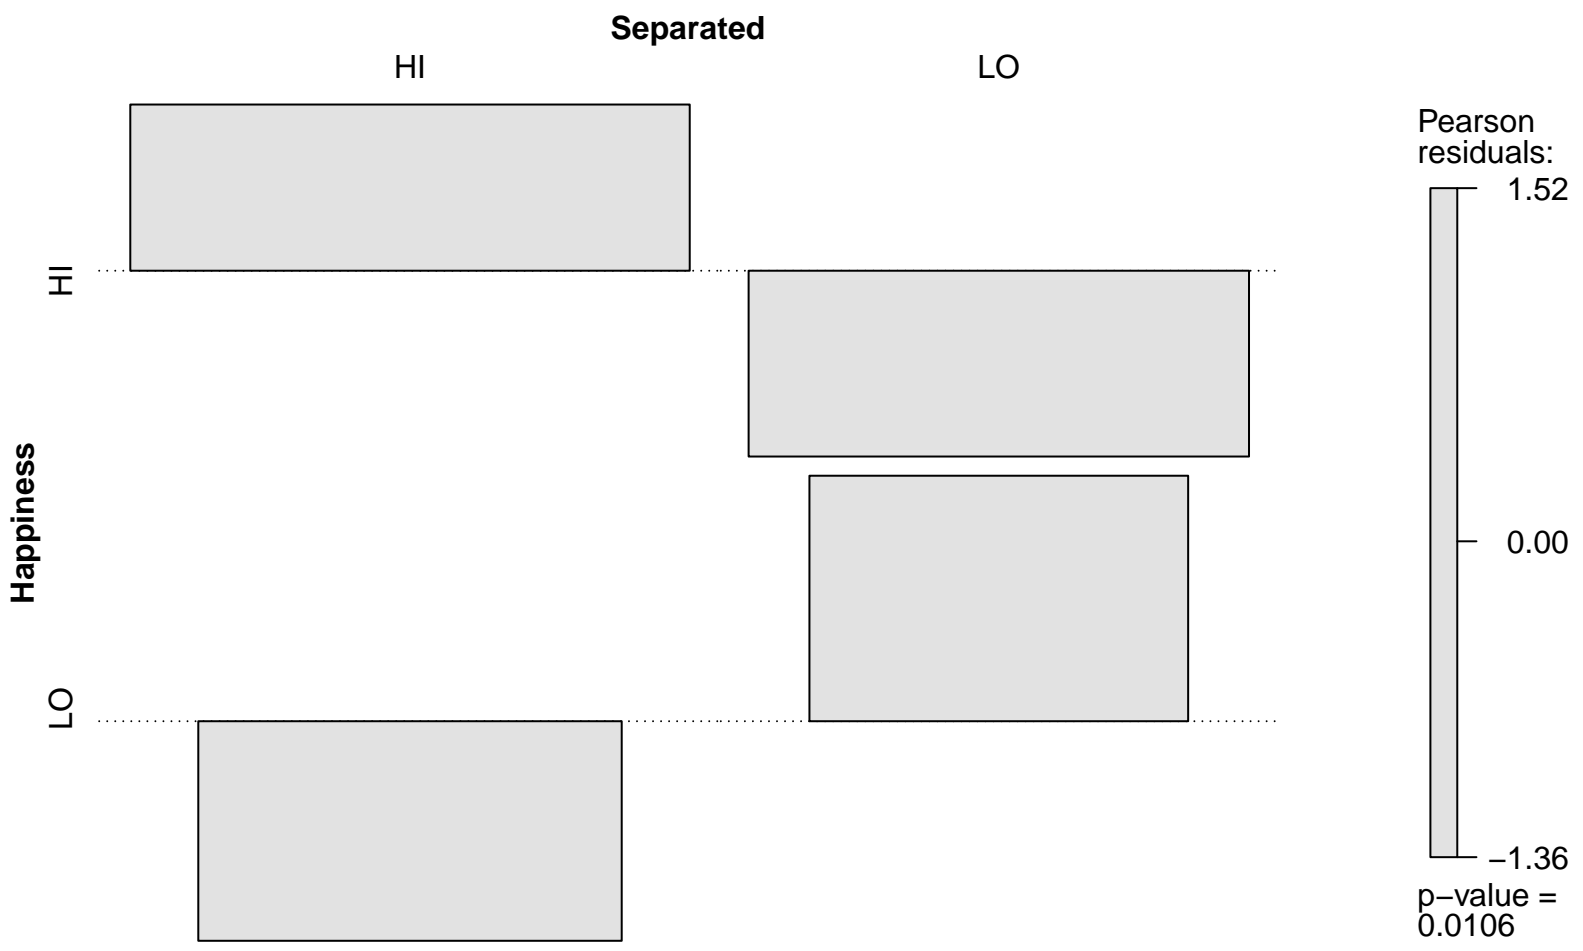 Separated
HI LO
HI
Happiness
LO
Pearson
residuals:
1.52
0.00
−1.36
p−value =
0.0106